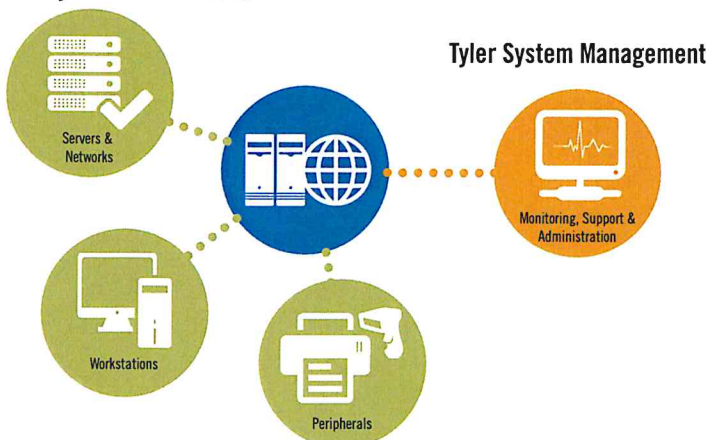 Tyler System Management
Servers &
Networks
Monitoring, Support &
Administration
Workstations
Peripherals